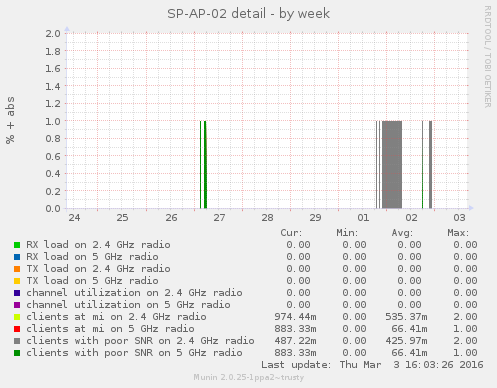 SP-AP-02 detail - by week
RRDTOOL / TOBI OETIKER
% + abs
2.0
1.8
1.6
1.4
1.2
1.0
0.8
0.6
0.4
0.2
0.0
24 25 26 27 28 29 01 02 03
Cur: Min: Avg: Max:
RX load on 2.4 GHz radio 0.00 0.00 0.00 0.00
RX load on 5 GHz radio 0.00 0.00 0.00 0.00
TX load on 2.4 GHz radio 0.00 0.00 0.00 0.00
TX load on 5 GHz radio 0.00 0.00 0.00 0.00
channel utilization on 2.4 GHz radio 0.00 0.00 0.00 0.00
channel utilization on 5 GHz radio 0.00 0.00 0.00 0.00
clients at mi on 2.4 GHz radio 974.44m 0.00 535.37m 2.00
clients at mi on 5 GHz radio 883.33m 0.00 66.41m 1.00
clients with poor SNR on 2.4 GHz radio 487.22m 0.00 425.97m 2.00
clients with poor SNR on 5 GHz radio 883.33m 0.00 66.41m 1.00
Last update: Thu Mar 3 16:03:26 2016
Munin 2.0.25-1ppa2~trusty